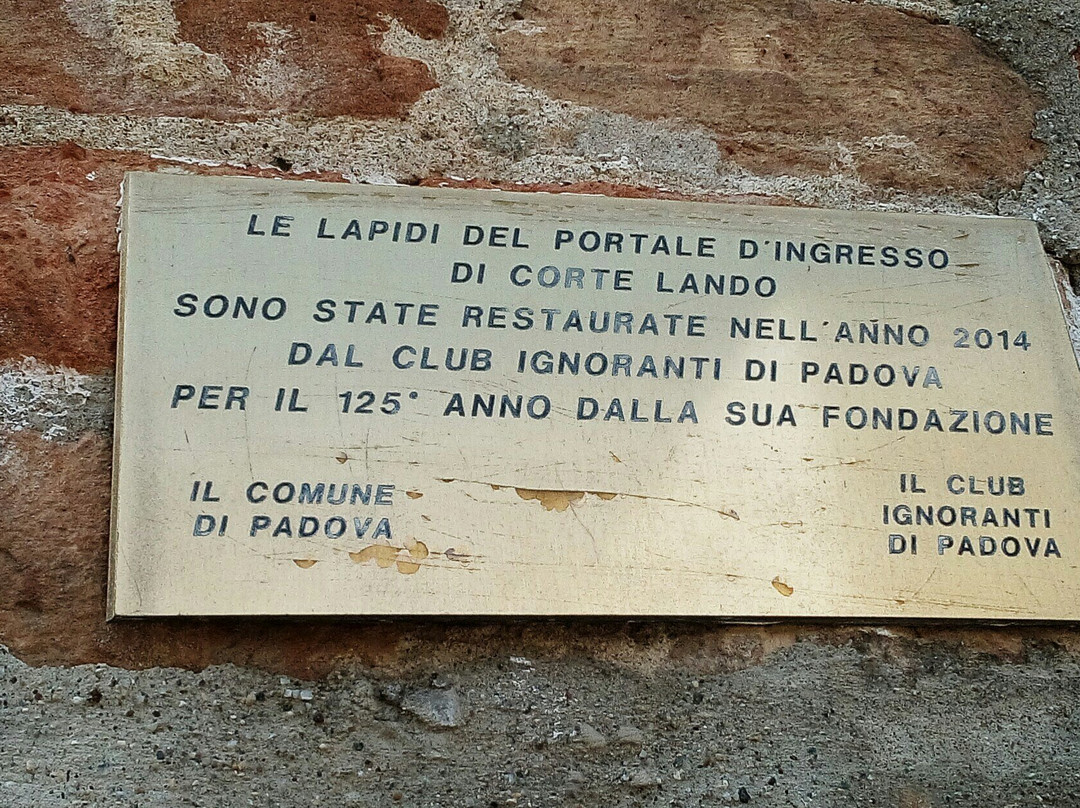 LE LAPIDI DEL PORTALE D'INGRESSO
DI CORTE LANDO
SONO STATE RESTAURATE NELL'ANNO 2014
DAL CLUB IGNORANTI DI PADOVA
PER IL 125° ANNO DALLA SUA FONDAZIONE
IL COMUNE
DI PADOVA
IL CLUB
IGNORANTI
DI PADOVA